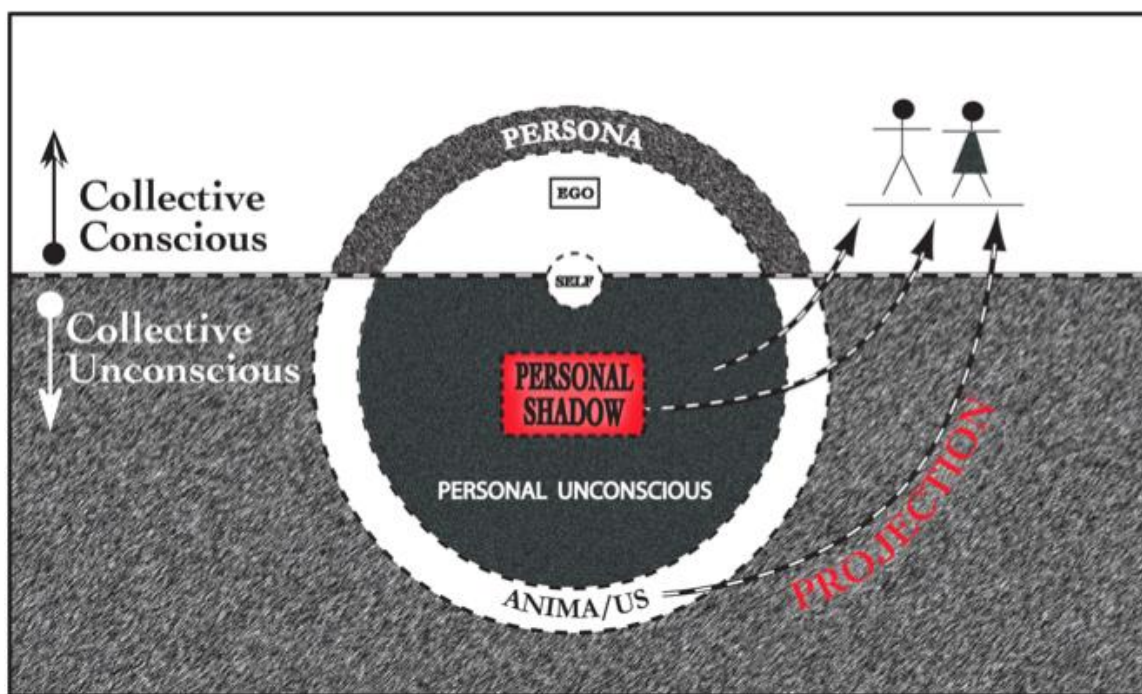 PERSONA
EGO
Collective
Conscious
SELF
Collective
Unconscious
PERSONAL
SHADOW
PERSONAL UNCONSCIOUS
ANIMA/US
PROJECTION